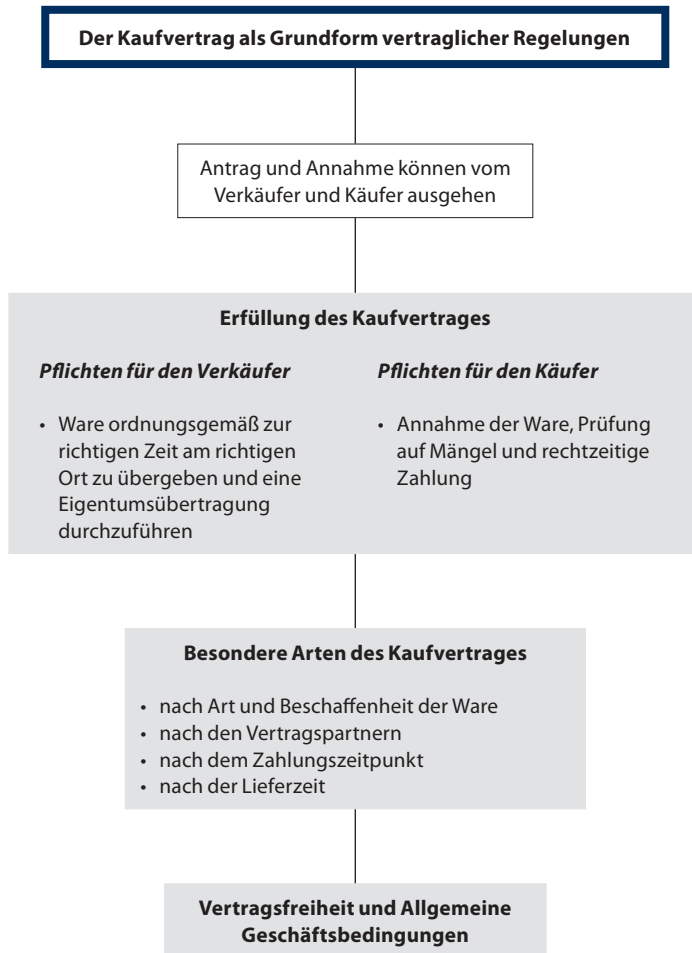 Der Kaufvertrag als Grundform vertraglicher Regelungen
Antrag und Annahme können vom
Verkäufer und Käufer ausgehen
Erfüllung des Kaufvertrages
Pflichten für den Verkäufer
• Ware ordnungsgemäß zur
richtigen Zeit am richtigen
Ort zu übergeben und eine
Eigentumsübertragung
durchzuführen
Pflichten für den Käufer
• Annahme der Ware, Prüfung
auf Mängel und rechtzeitige
Zahlung
Besondere Arten des Kaufvertrages
• nach Art und Beschaffenheit der Ware
• nach den Vertragspartnern
• nach dem Zahlungszeitpunkt
• nach der Lieferzeit
Vertragsfreiheit und Allgemeine
Geschäftsbedingungen